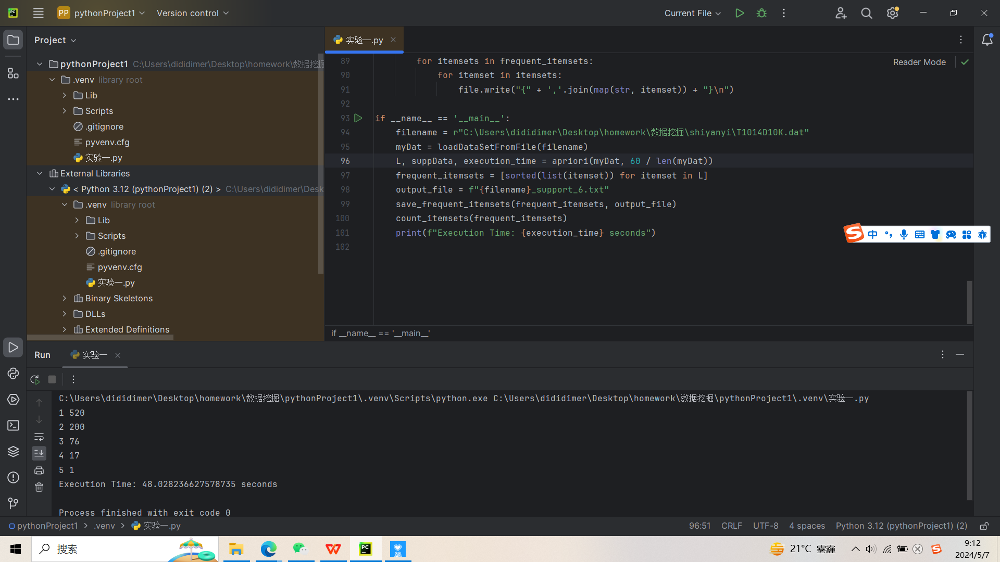 PP pythonProject1
Version control
Current File
Project
pythonProject1 C:\Users\dididimer\Desktop\homework\数据挖掘
.venv library root
Lib
Scripts
.gitignore
pyvenv.cfg
实验一.py
External Libraries
< Python 3.12 (pythonProject1) (2) > C:\Users\dididimer\Desk
.venv library root
Lib
Scripts
.gitignore
pyvenv.cfg
实验一.py
Binary Skeletons
DLLs
Extended Definitions
实验一.py
Reader Mode
89 for itemsets in frequent_itemsets:
90 for itemset in itemsets:
91 file.write("{" + ','.join(map(str, itemset)) + "}\n")
92
93 if __name__ == '__main__':
94 filename = r"C:\Users\dididimer\Desktop\homework\数据挖掘\shiyanyi\T1014D10K.dat"
95 myDat = loadDataSetFromFile(filename)
96 L, suppData, execution_time = apriori(myDat, 60 / len(myDat))
97 frequent_itemsets = [sorted(list(itemset)) for itemset in L]
98 output_file = f"{filename}_support_6.txt"
99 save_frequent_itemsets(frequent_itemsets, output_file)
100 count_itemsets(frequent_itemsets)
101 print(f"Execution Time: {execution_time} seconds")
102
if __name__ == '__main__'
中
Run
实验一
C:\Users\dididimer\Desktop\homework\数据挖掘\pythonProject1\.venv\Scripts\python.exe C:\Users\dididimer\Desktop\homework\数据挖掘\pythonProject1\.venv\实验一.py
1 520
2 200
3 76
4 17
5 1
Execution Time: 48.028236627578735 seconds
Process finished with exit code 0
pythonProject1 > .venv > 实验一.py
96:51 CRLF UTF-8 4 spaces Python 3.12 (pythonProject1) (2)
搜索
21°C 雾霾
9:12
2024/5/7